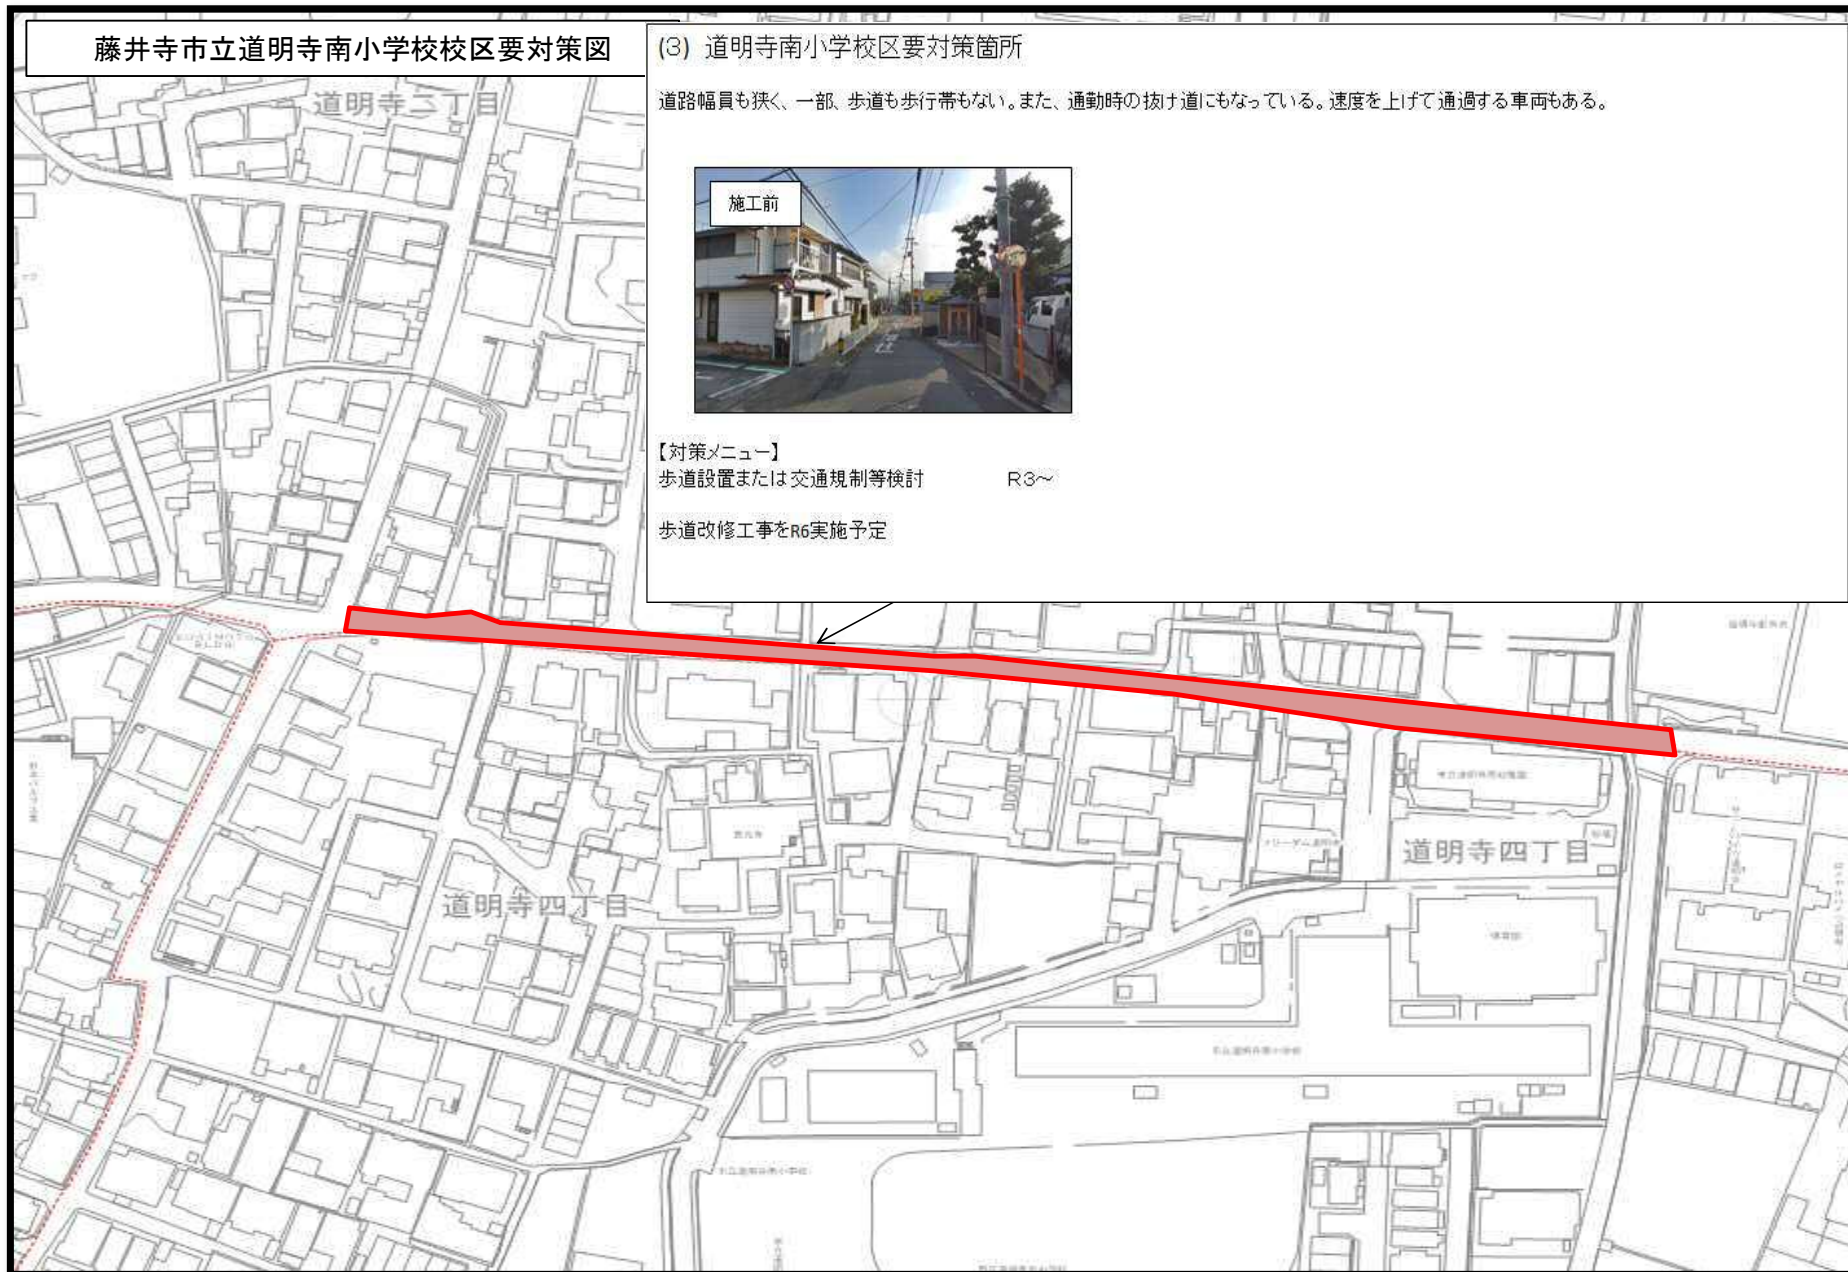 藤井寺市立道明寺南小学校校区要対策図
(3) 道明寺南小学校区要対策箇所
道路幅員も狭く、一部、歩道も歩行帯もない。また、通勤時の抜け道にもなっている。速度を上げて通過する車両もある。
施工前
【対策メニュー】
歩道設置または交通規制等検討 R3～
歩道改修工事をR6実施予定
道明寺二丁目
道明寺四丁目
道明寺四丁目